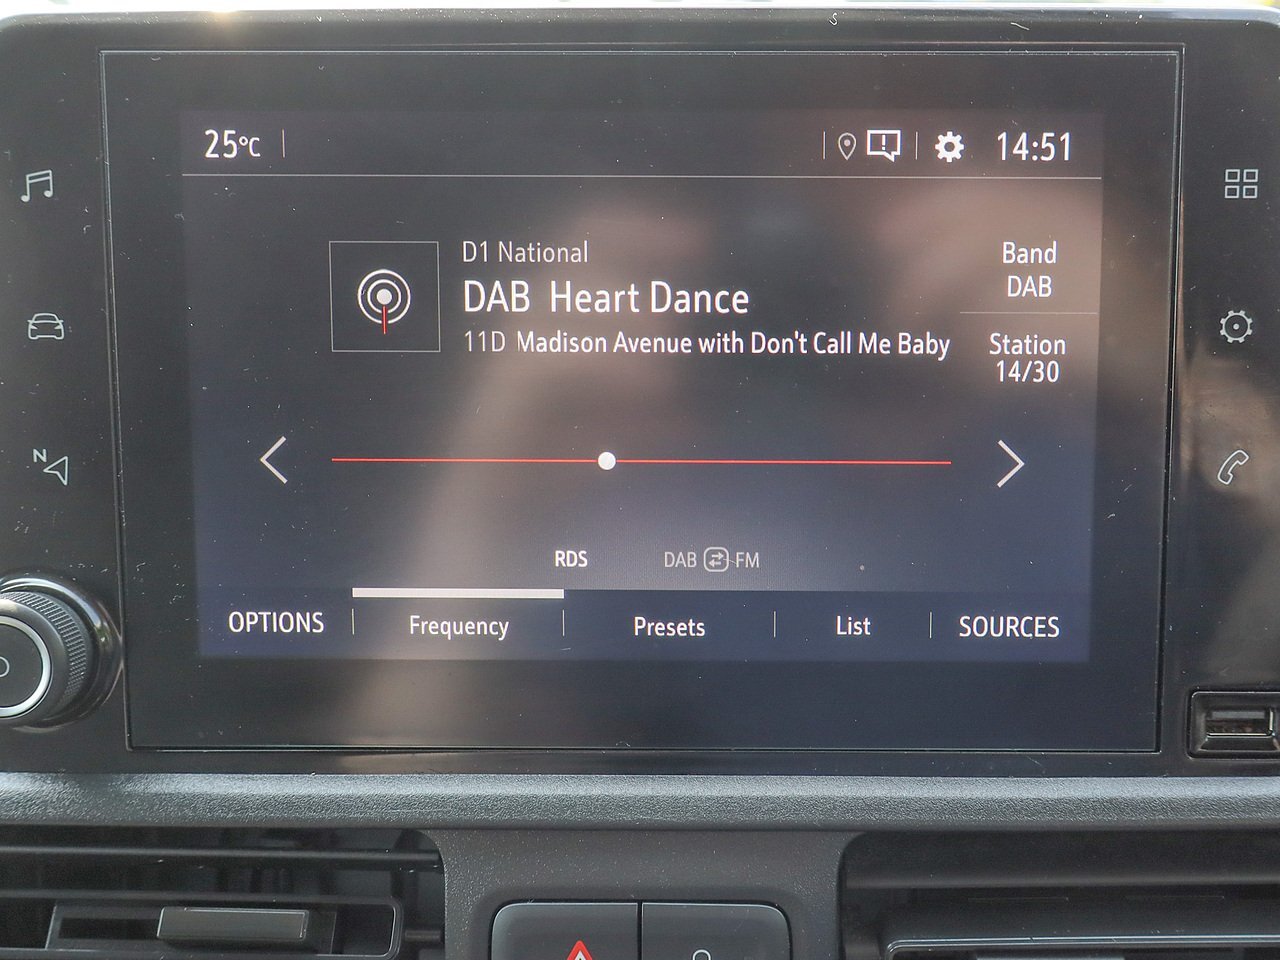 25°C 14:51
D1 National
DAB Heart Dance
11D Madison Avenue with Don't Call Me Baby
Band
DAB
Station
14/30
N
RDS DAB FM
OPTIONS Frequency Presets List SOURCES